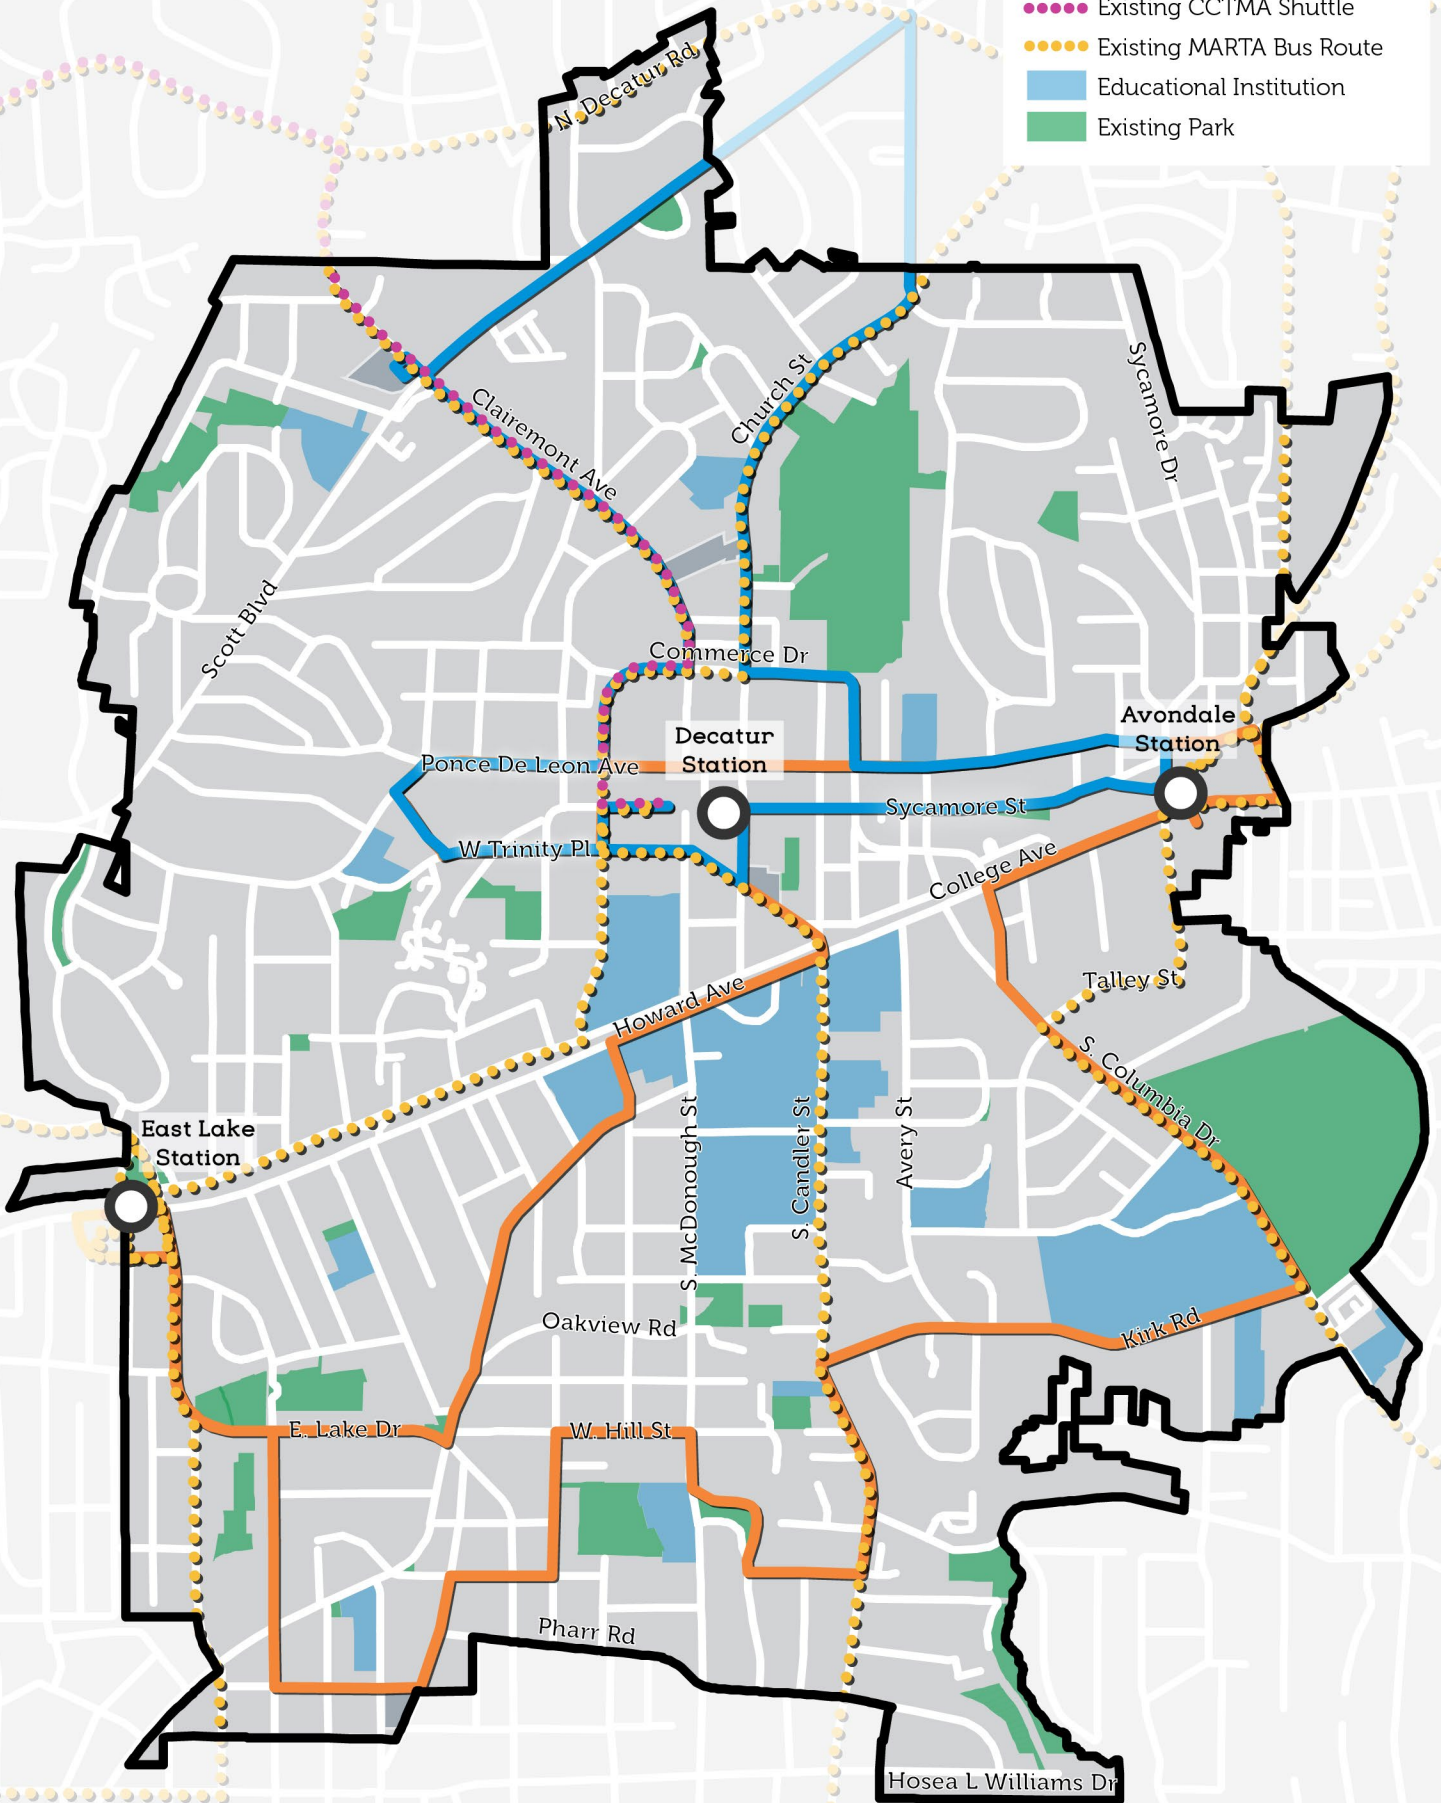 Existing CCTMA Shuttle
Existing MARTA Bus Route
Educational Institution
Existing Park
N. Decatur Rd
Sycamore Dr
Church St
Clairemont Ave
Scott Blvd
Commerce Dr
Avondale
Station
Decatur
Station
Ponce De Leon Ave
Sycamore St
W Trinity Pl
College Ave
Talley St
Howard Ave
S. Columbia Dr
East Lake
Station
S. McDonough St
S. Candler St
Avery St
Oakview Rd
Kirk Rd
E. Lake Dr
W. Hill St
Pharr Rd
Hosea L Williams Dr